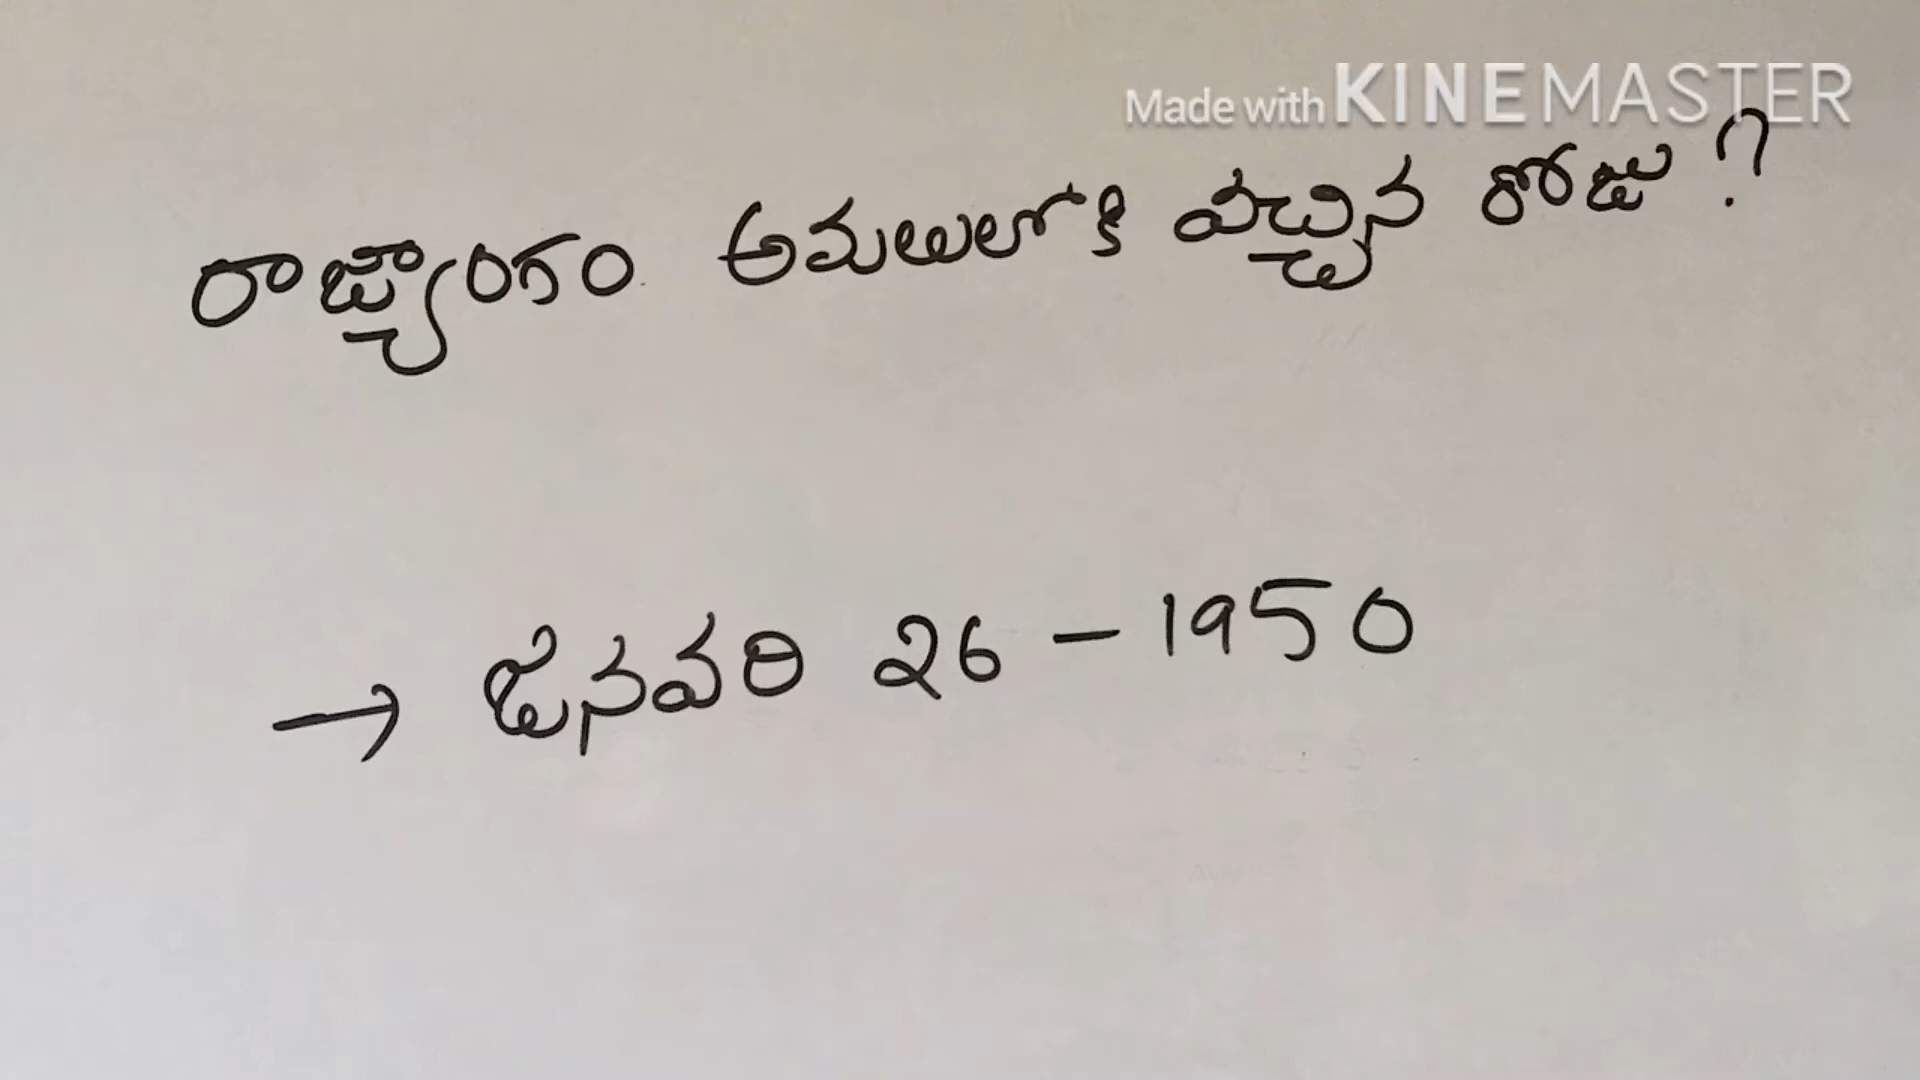 Made with KINEMASTER
రాజ్యాంగం అమలులోకి వచ్చిన రోజు ?
→ జనవరి 26 – 1950